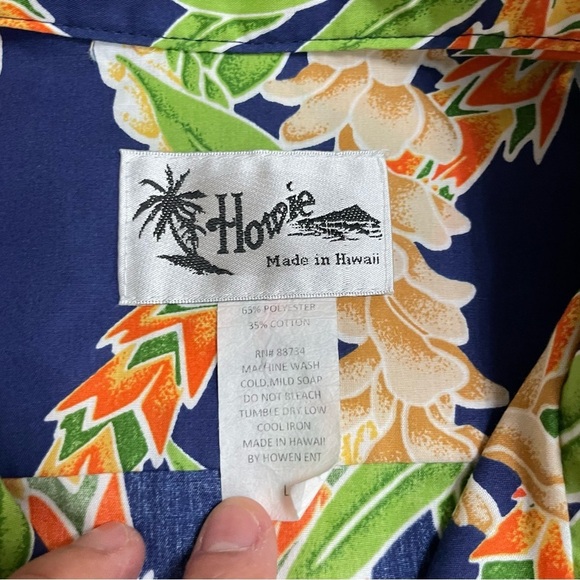 Howie
Made in Hawaii
65% POLYESTER
35% COTTON
RN# 88734
MACHINE WASH
COLD,MILD SOAP
DO NOT BLEACH
TUMBLE DRY LOW
COOL IRON
MADE IN HAWAII
BY HOWEN ENT
L